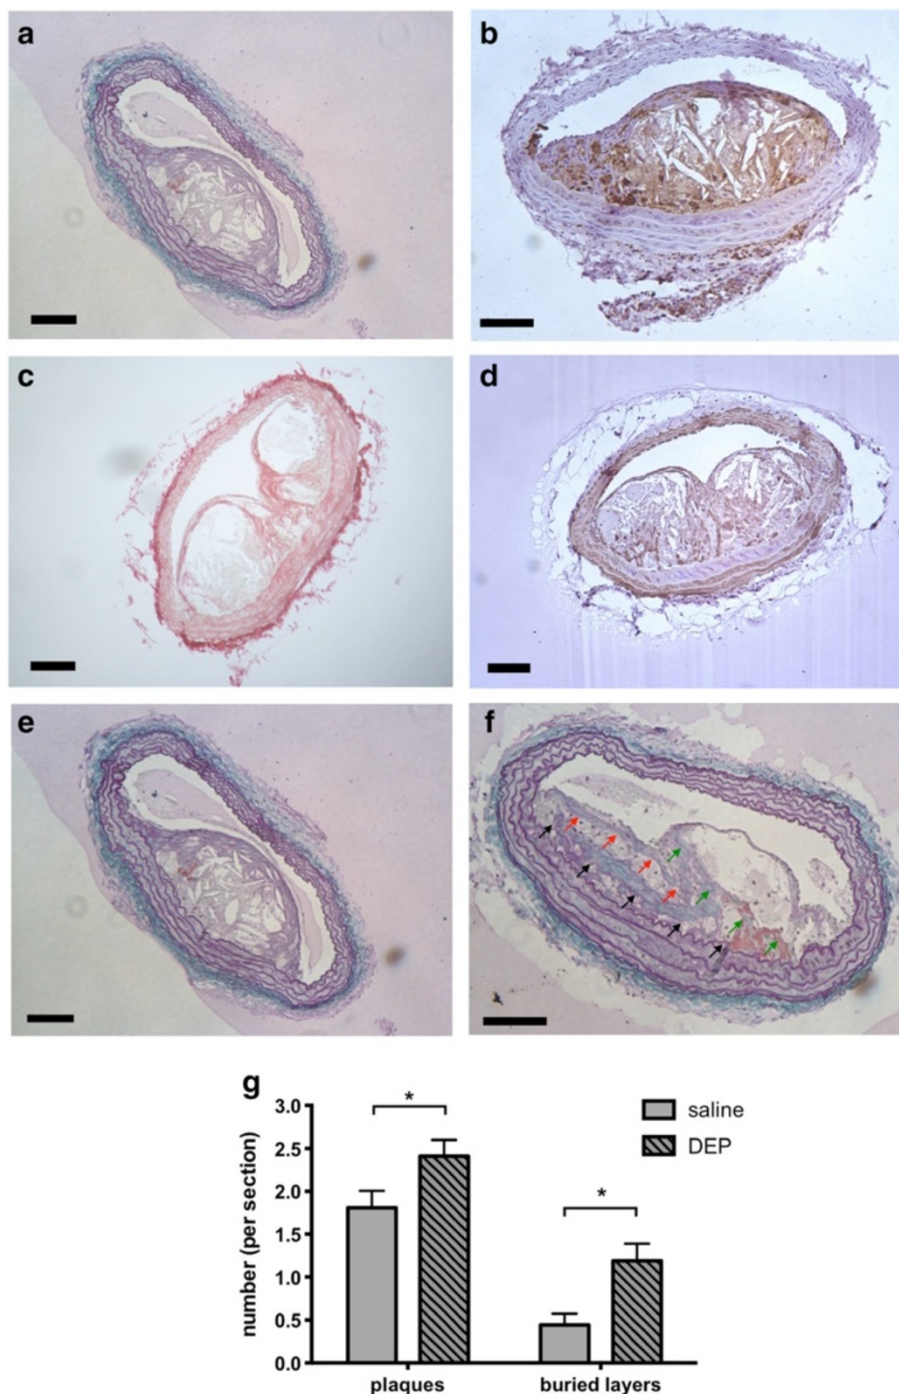 a
b
c
d
e
f
g
*
*
saline
DEP
number (per section)
3.0
2.5
2.0
1.5
1.0
0.5
0.0
plaques
buried layers